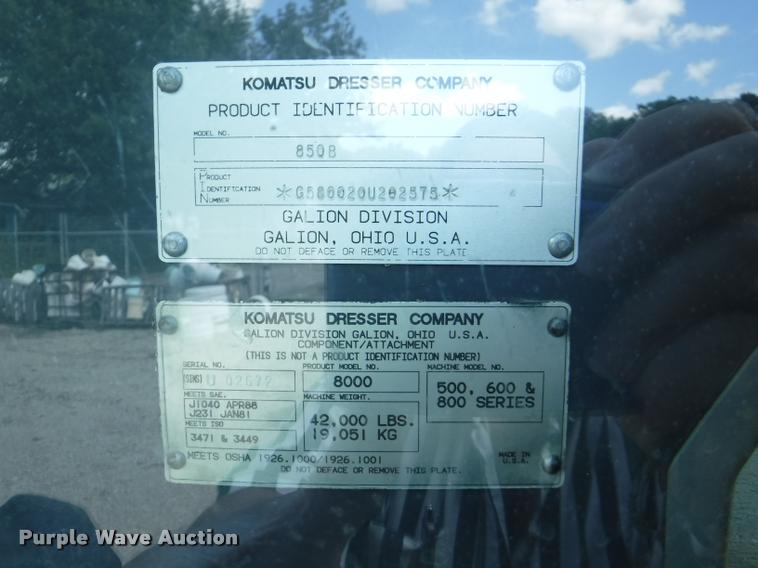 KOMATSU DRESSER COMPANY
PRODUCT IDENTIFICATION NUMBER
MODEL NO.
850B
PRODUCT
IDENTIFICATION
NUMBER
GALION DIVISION
GALION, OHIO U.S.A.
DO NOT DEFACE OR REMOVE THIS PLATE
KOMATSU DRESSER COMPANY
GALION DIVISION GALION, OHIO U.S.A.
COMPONENT/ATTACHMENT
(THIS IS NOT A PRODUCT IDENTIFICATION NUMBER)
SERIAL NO.
PRODUCT MODEL NO.
8000
MACHINE MODEL NO.
500, 600 &
800 SERIES
MEETS SAE.
J1040 APR88
J231 JAN81
MACHINE WEIGHT.
42,000 LBS.
19,051 KG
MEETS ISO
3471 & 3449
MEETS OSHA 1926.1000/1926.1001
MADE IN
U.S.A.
DO NOT DEFACE OR REMOVE THIS PLATE.
Purple Wave Auction